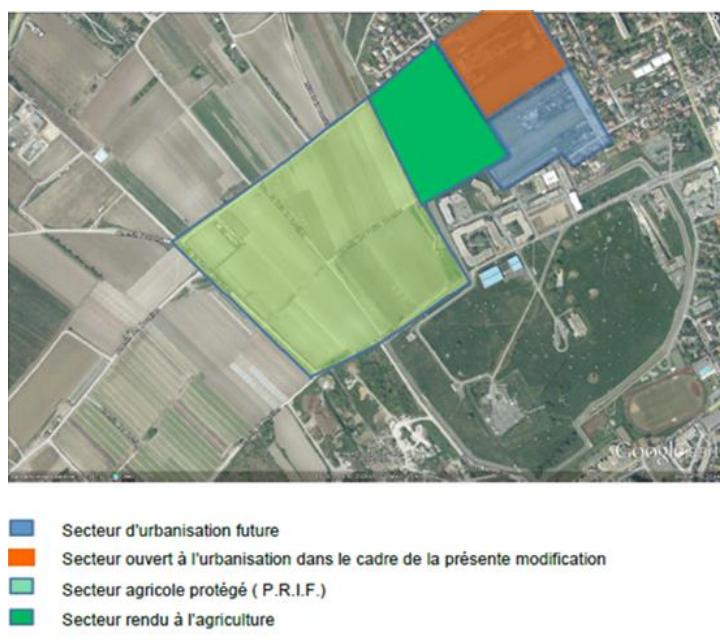 Google
Secteur d'urbanisation future
Secteur ouvert à l'urbanisation dans le cadre de la présente modification
Secteur agricole protégé ( P.R.I.F.)
Secteur rendu à l'agriculture